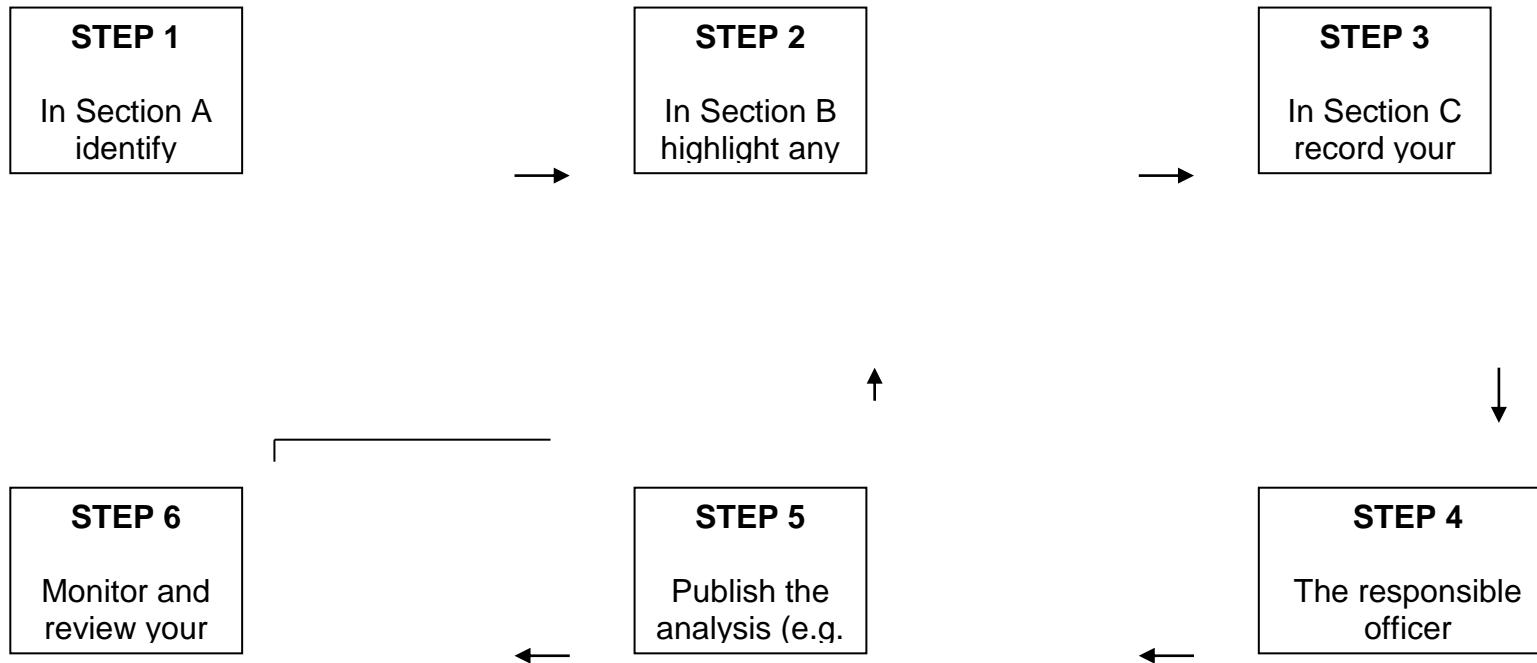 STEP 1
In Section A
identify
STEP 2
In Section B
highlight any
STEP 3
In Section C
record your
STEP 6
Monitor and
review your
STEP 5
Publish the
analysis (e.g.
STEP 4
The responsible
officer